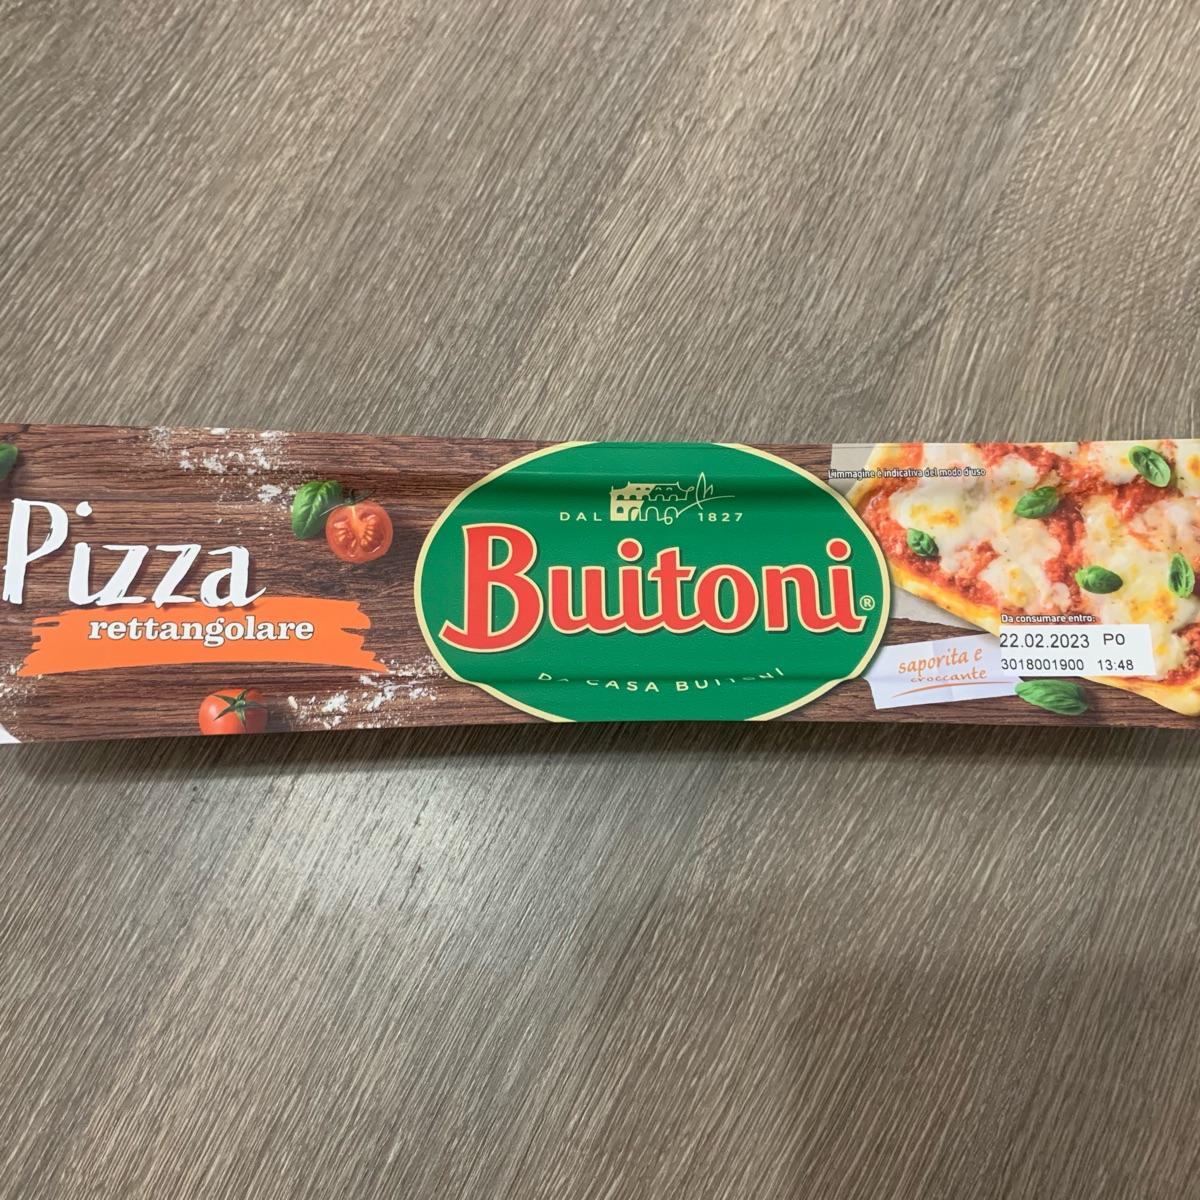 Pizza
rettangolare
DAL 1827
Buitoni®
DA CASA BUITONI
L'immagine è indicativa del modo d'uso
saporita e
croccante
Da consumare entro:
22.02.2023 PO
3018001900 13:48